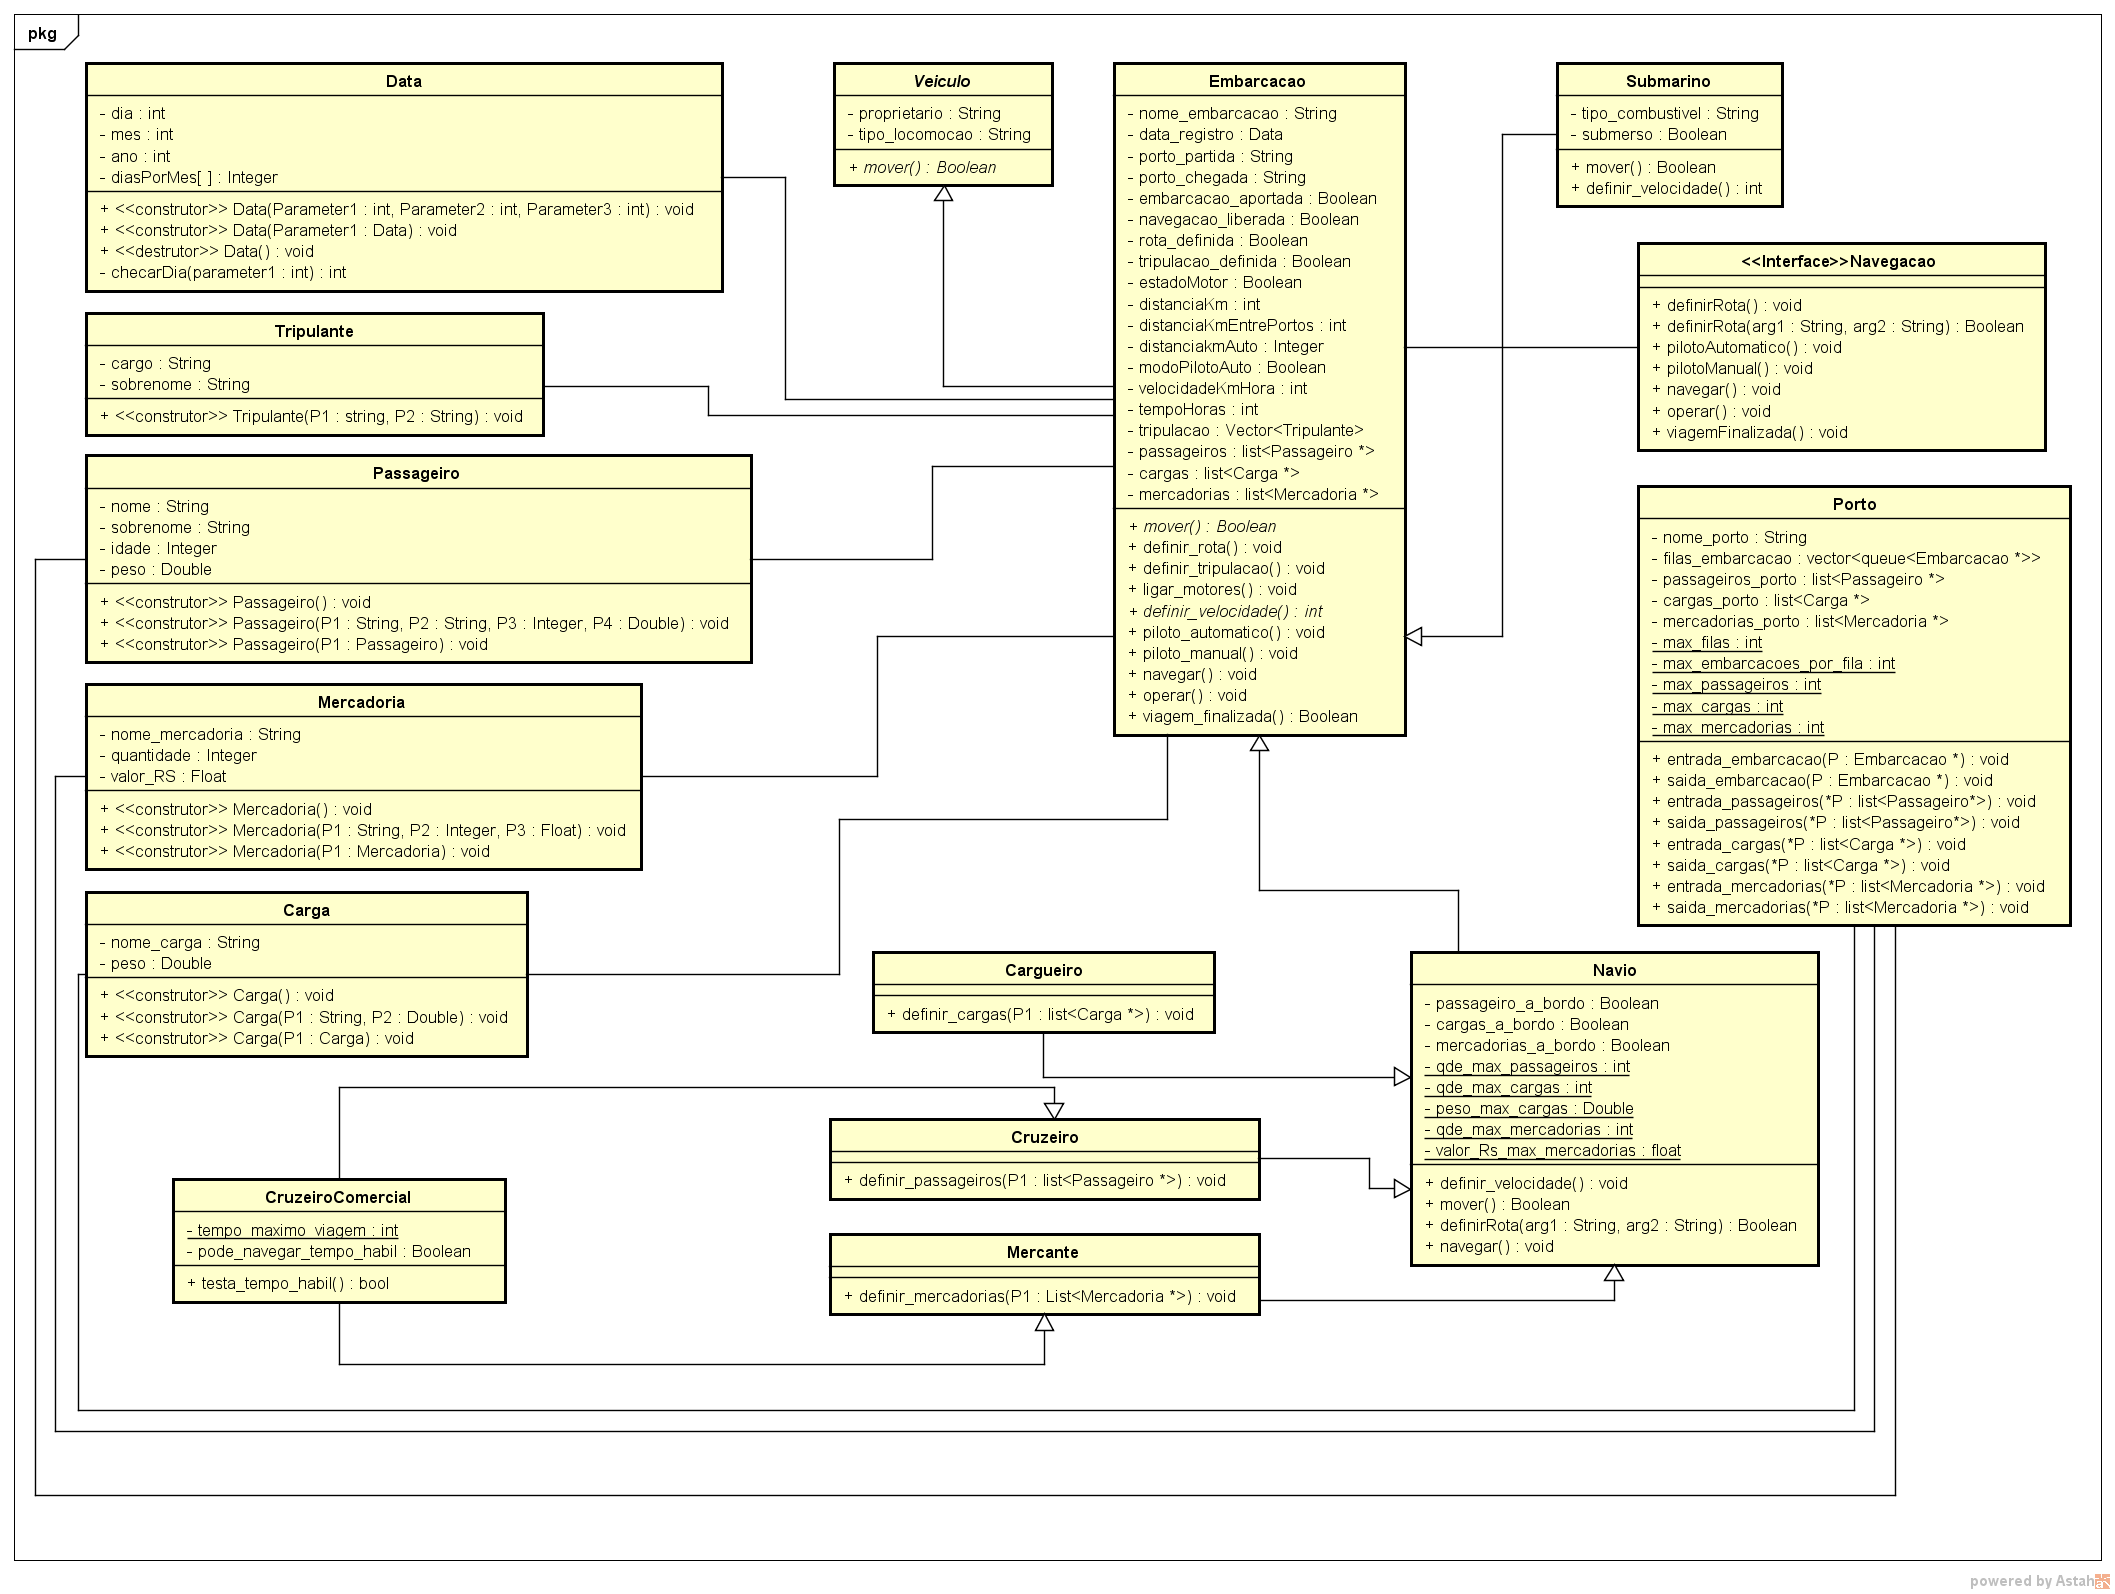 pkg
Data
- dia : int
- mes : int
- ano : int
- diasPorMes[ ] : Integer
+ <<construtor>> Data(Parameter1 : int, Parameter2 : int, Parameter3 : int) : void
+ <<construtor>> Data(Parameter1 : Data) : void
+ <<destrutor>> Data() : void
- checarDia(parameter1 : int) : int
Veiculo
- proprietario : String
- tipo_locomocao : String
+ mover() : Boolean
Embarcacao
- nome_embarcacao : String
- data_registro : Data
- porto_partida : String
- porto_chegada : String
- embarcacao_aportada : Boolean
- navegacao_liberada : Boolean
- rota_definida : Boolean
- tripulacao_definida : Boolean
- estadoMotor : Boolean
- distanciaKm : int
- distanciaKmEntrePortos : int
- distanciakmAuto : Integer
- modoPilotoAuto : Boolean
- velocidadeKmHora : int
- tempoHoras : int
- tripulacao : Vector<Tripulante>
- passageiros : list<Passageiro *>
- cargas : list<Carga *>
- mercadorias : list<Mercadoria *>
+ mover() : Boolean
+ definir_rota() : void
+ definir_tripulacao() : void
+ ligar_motores() : void
+ definir_velocidade() : int
+ piloto_automatico() : void
+ piloto_manual() : void
+ navegar() : void
+ operar() : void
+ viagem_finalizada() : Boolean
Submarino
- tipo_combustivel : String
- submerso : Boolean
+ mover() : Boolean
+ definir_velocidade() : int
<<Interface>>Navegacao
+ definirRota() : void
+ definirRota(arg1 : String, arg2 : String) : Boolean
+ pilotoAutomatico() : void
+ pilotoManual() : void
+ navegar() : void
+ operar() : void
+ viagemFinalizada() : void
Tripulante
- cargo : String
- sobrenome : String
+ <<construtor>> Tripulante(P1 : string, P2 : String) : void
Passageiro
- nome : String
- sobrenome : String
- idade : Integer
- peso : Double
+ <<construtor>> Passageiro() : void
+ <<construtor>> Passageiro(P1 : String, P2 : String, P3 : Integer, P4 : Double) : void
+ <<construtor>> Passageiro(P1 : Passageiro) : void
Porto
- nome_porto : String
- filas_embarcacao : vector<queue<Embarcacao *>>
- passageiros_porto : list<Passageiro *>
- cargas_porto : list<Carga *>
- mercadorias_porto : list<Mercadoria *>
- max_filas : int
- max_embarcacoes_por_fila : int
- max_passageiros : int
- max_cargas : int
- max_mercadorias : int
+ entrada_embarcacao(P : Embarcacao *) : void
+ saida_embarcacao(P : Embarcacao *) : void
+ entrada_passageiros(*P : list<Passageiro*>) : void
+ saida_passageiros(*P : list<Passageiro*>) : void
+ entrada_cargas(*P : list<Carga *>) : void
+ saida_cargas(*P : list<Carga *>) : void
+ entrada_mercadorias(*P : list<Mercadoria *>) : void
+ saida_mercadorias(*P : list<Mercadoria *>) : void
Mercadoria
- nome_mercadoria : String
- quantidade : Integer
- valor_RS : Float
+ <<construtor>> Mercadoria() : void
+ <<construtor>> Mercadoria(P1 : String, P2 : Integer, P3 : Float) : void
+ <<construtor>> Mercadoria(P1 : Mercadoria) : void
Carga
- nome_carga : String
- peso : Double
+ <<construtor>> Carga() : void
+ <<construtor>> Carga(P1 : String, P2 : Double) : void
+ <<construtor>> Carga(P1 : Carga) : void
Cargueiro
+ definir_cargas(P1 : list<Carga *>) : void
Navio
- passageiro_a_bordo : Boolean
- cargas_a_bordo : Boolean
- mercadorias_a_bordo : Boolean
- qde_max_passageiros : int
- qde_max_cargas : int
- peso_max_cargas : Double
- qde_max_mercadorias : int
- valor_Rs_max_mercadorias : float
+ definir_velocidade() : void
+ mover() : Boolean
+ definirRota(arg1 : String, arg2 : String) : Boolean
+ navegar() : void
Cruzeiro
+ definir_passageiros(P1 : list<Passageiro *>) : void
CruzeiroComercial
- tempo_maximo_viagem : int
- pode_navegar_tempo_habil : Boolean
+ testa_tempo_habil() : bool
Mercante
+ definir_mercadorias(P1 : List<Mercadoria *>) : void
powered by Astah